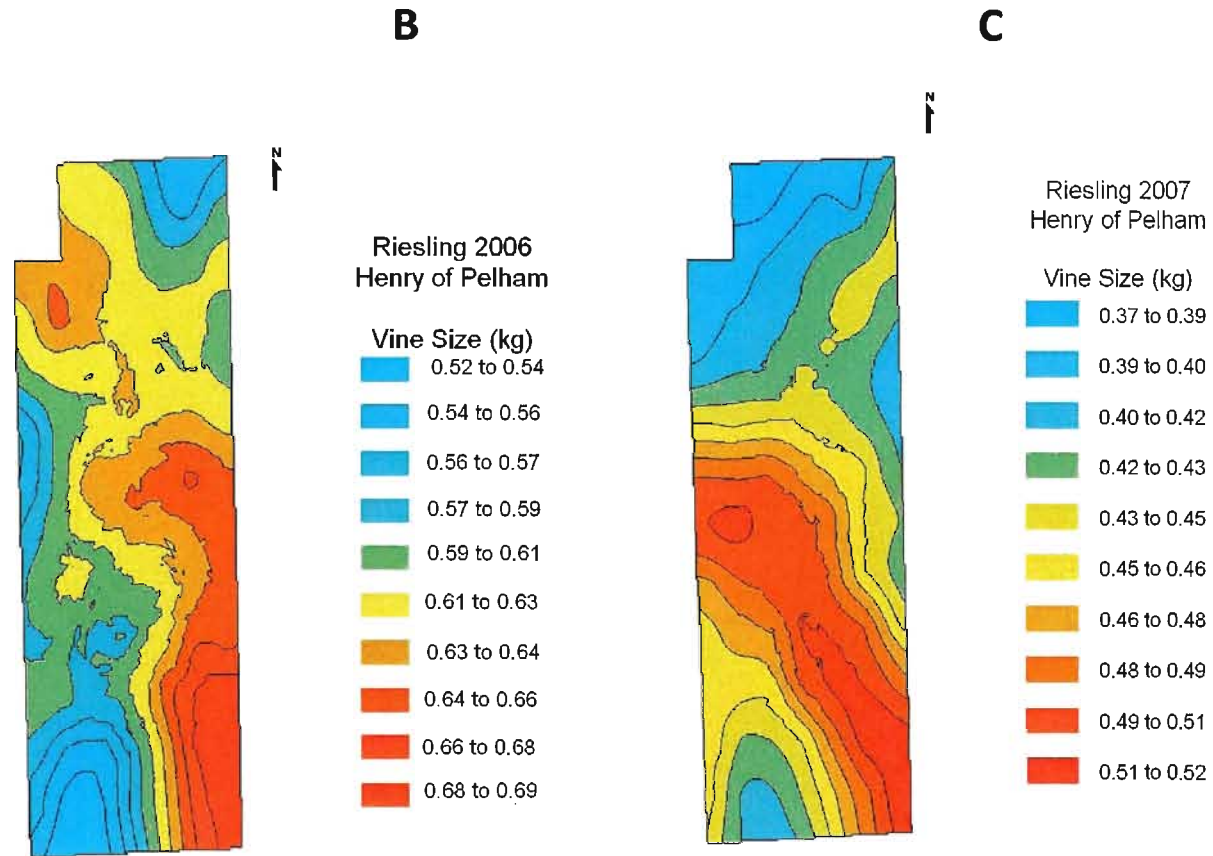 B
N
Riesling 2006
Henry of Pelham
Vine Size (kg)
0.52 to 0.54
0.54 to 0.56
0.56 to 0.57
0.57 to 0.59
0.59 to 0.61
0.61 to 0.63
0.63 to 0.64
0.64 to 0.66
0.66 to 0.68
0.68 to 0.69
C
N
Riesling 2007
Henry of Pelham
Vine Size (kg)
0.37 to 0.39
0.39 to 0.40
0.40 to 0.42
0.42 to 0.43
0.43 to 0.45
0.45 to 0.46
0.46 to 0.48
0.48 to 0.49
0.49 to 0.51
0.51 to 0.52